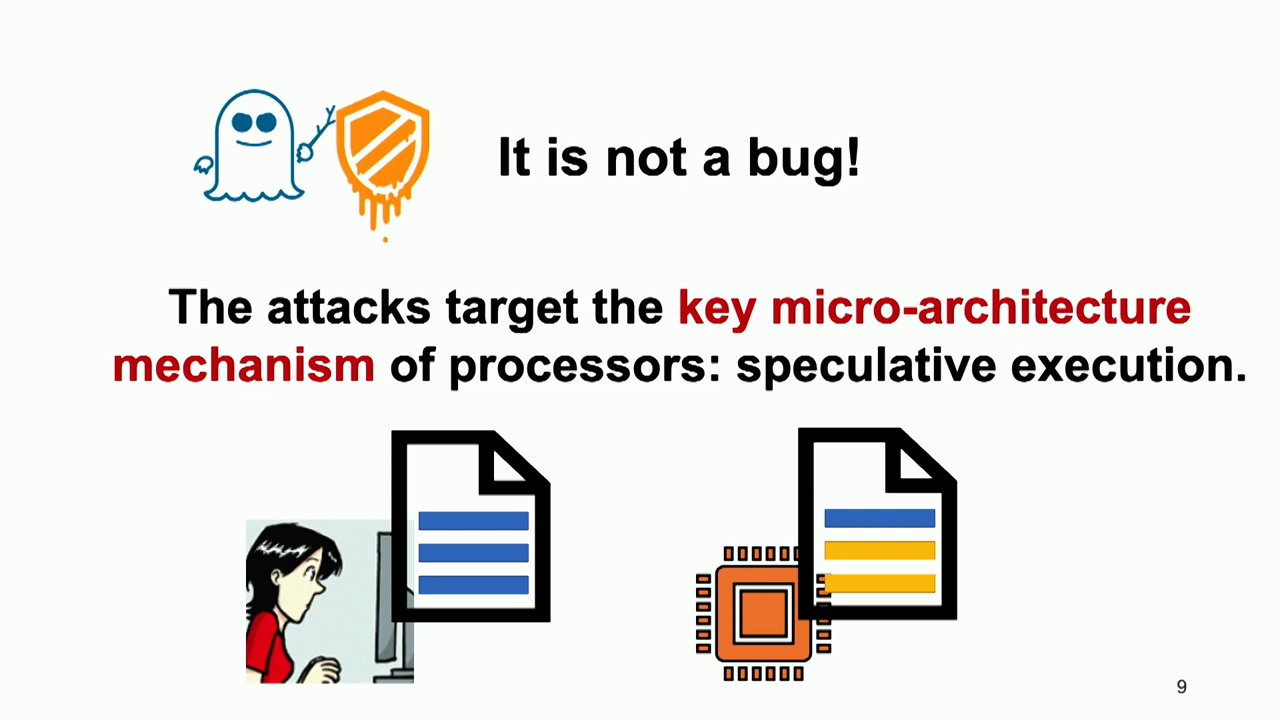 It is not a bug!
The attacks target the key micro-architecture
mechanism of processors: speculative execution.
9